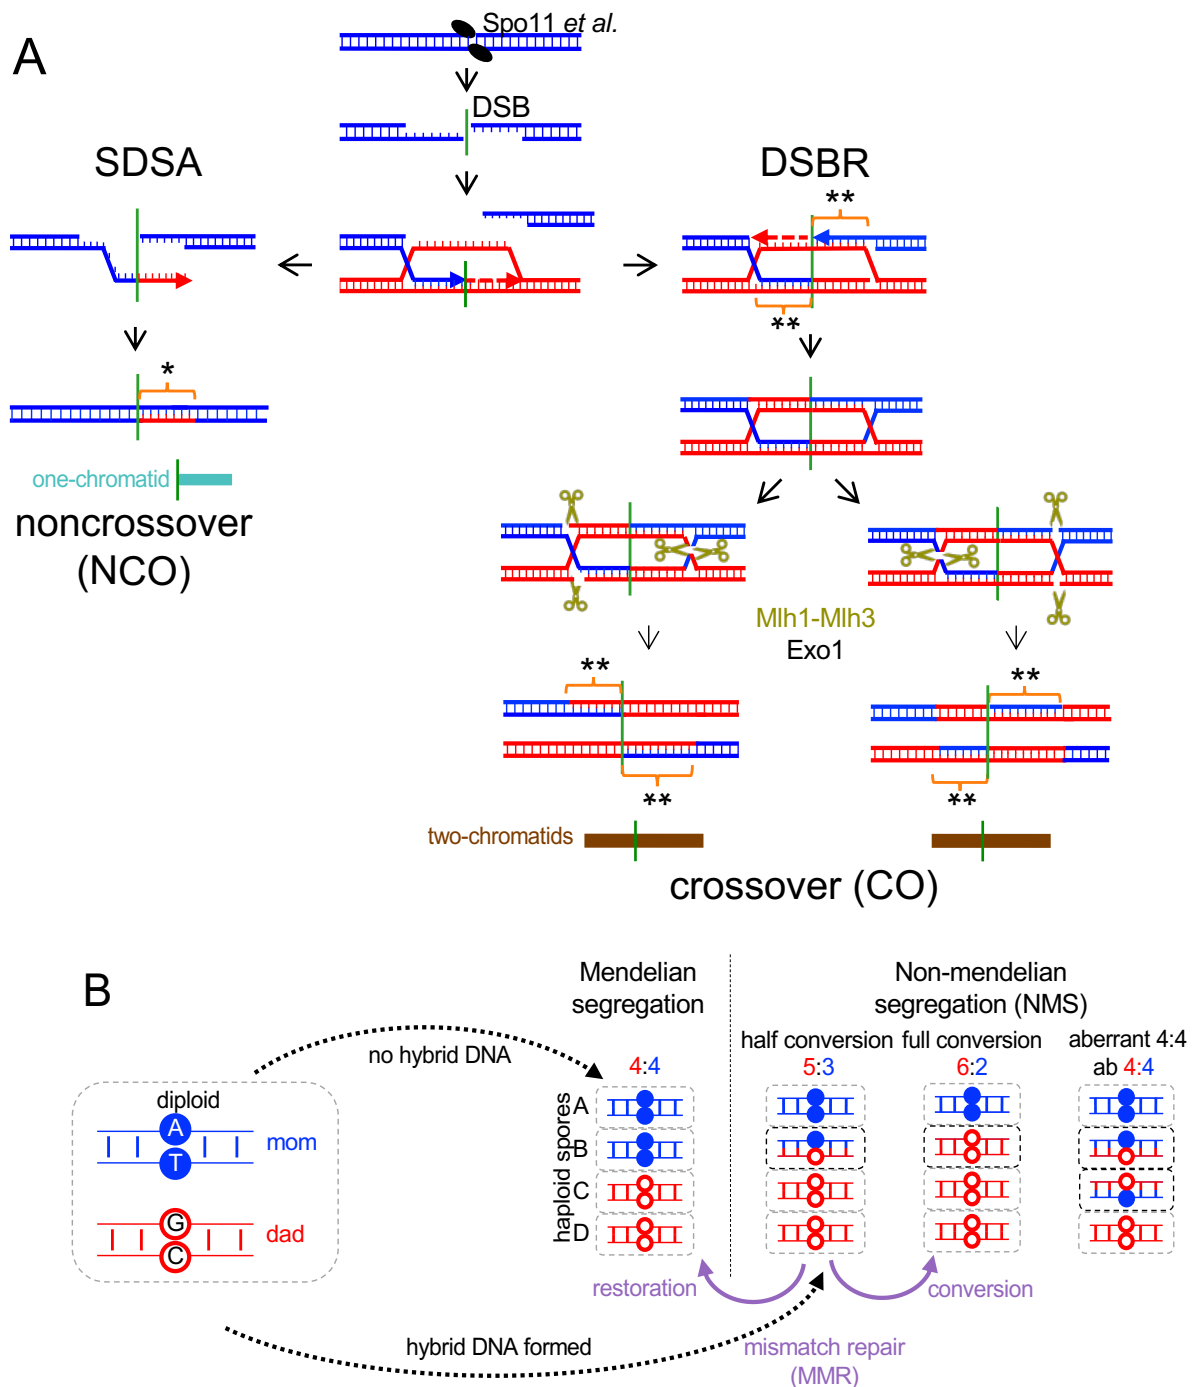 A
Spo11 et al.
DSB
SDSA
DSBR
**
**
*
one-chromatid
noncrossover
(NCO)
Mlh1-Mlh3
Exo1
**
**
**
**
two-chromatids
crossover (CO)
B
Mendelian
segregation
Non-mendelian
segregation (NMS)
no hybrid DNA
half conversion
full conversion
aberrant 4:4
4:4
5:3
6:2
ab 4:4
diploid
A
T
mom
G
C
dad
haploid spores
A
B
C
D
restoration
conversion
hybrid DNA formed
mismatch repair
(MMR)